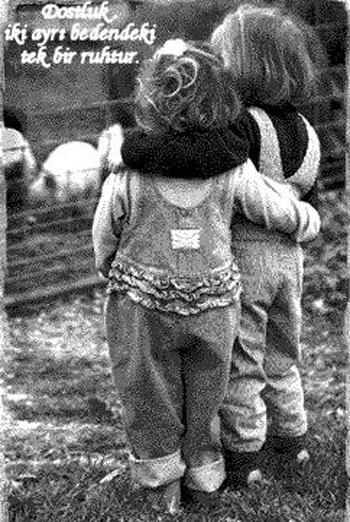 Dostluk
iki ayrı bedendeki
tek bir ruhtur.